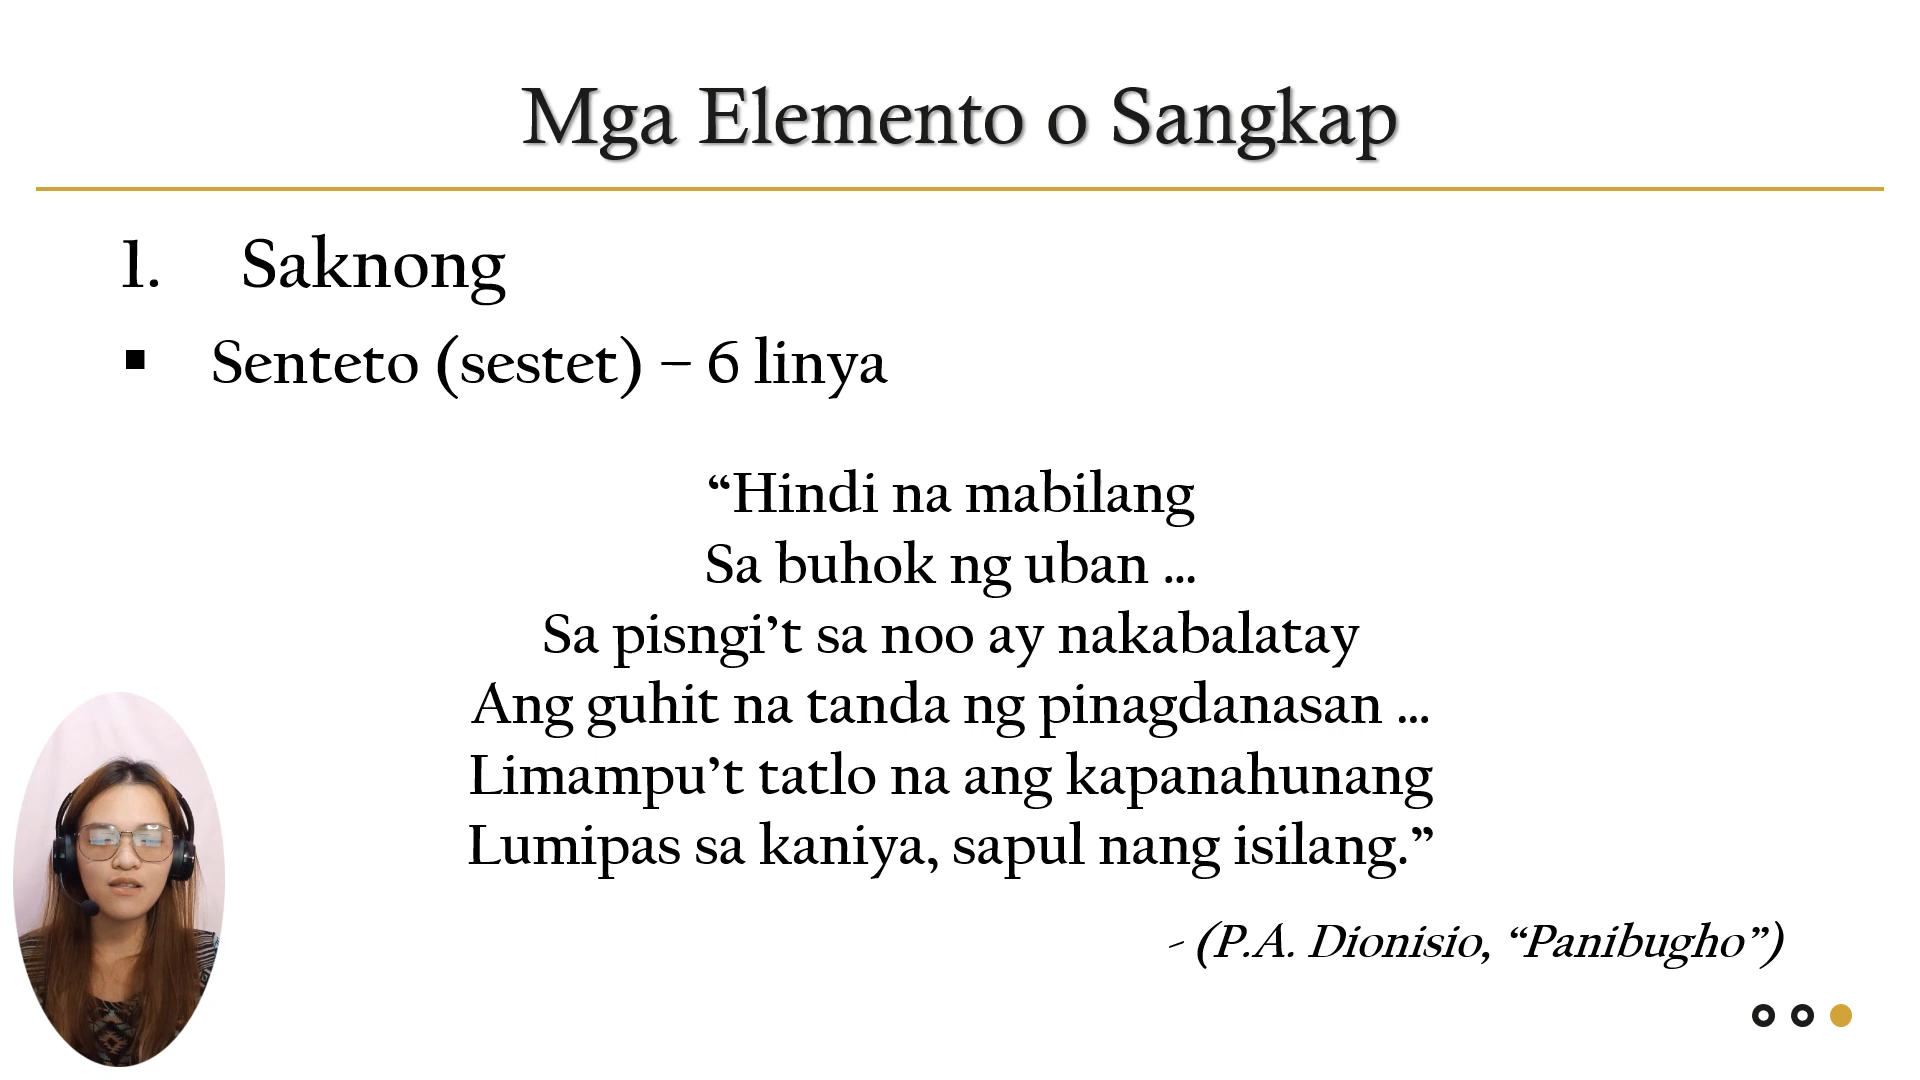 Mga Elemento o Sangkap
1. Saknong
▪ Senteto (sestet) – 6 linya
“Hindi na mabilang
Sa buhok ng uban ...
Sa pisngi’t sa noo ay nakabalatay
Ang guhit na tanda ng pinagdanasan ...
Limampu’t tatlo na ang kapanahunang
Lumipas sa kaniya, sapul nang isilang.”
- (P.A. Dionisio, “Panibugho”)